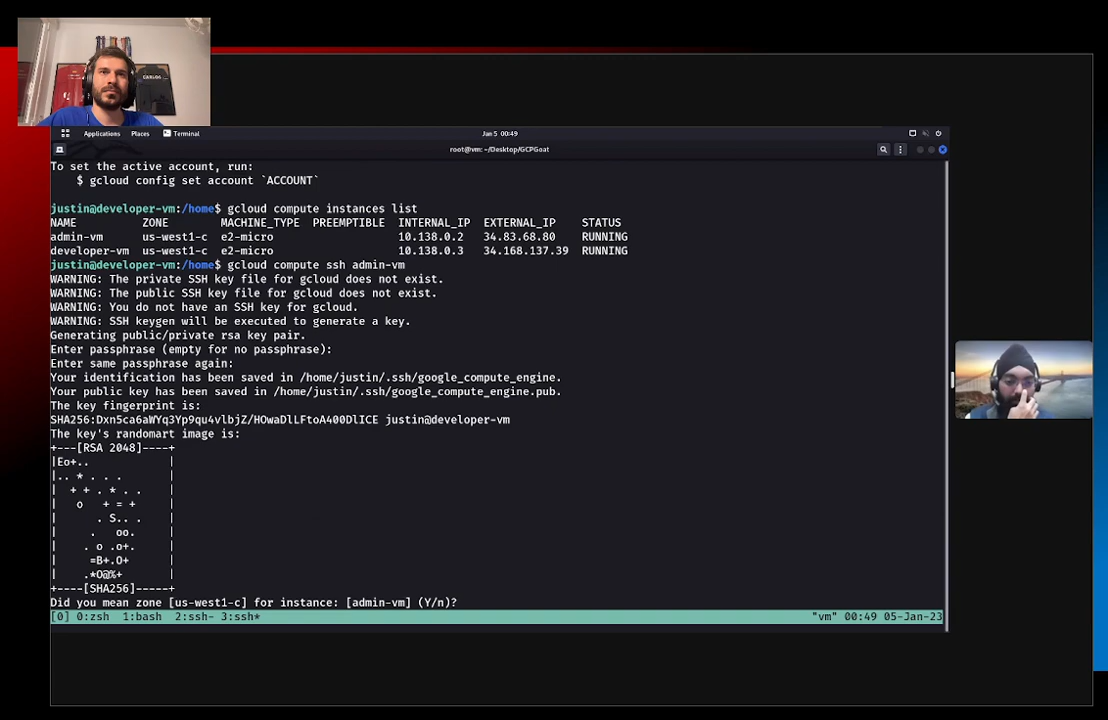 CARLOS
Applications Places Terminal Jan 5 00:49
root@vm: ~/Desktop/GCPGoat
To set the active account, run:
$ gcloud config set account `ACCOUNT`
justin@developer-vm:/home$ gcloud compute instances list
NAME ZONE MACHINE_TYPE PREEMPTIBLE INTERNAL_IP EXTERNAL_IP STATUS
admin-vm us-west1-c e2-micro 10.138.0.2 34.83.68.80 RUNNING
developer-vm us-west1-c e2-micro 10.138.0.3 34.168.137.39 RUNNING
justin@developer-vm:/home$ gcloud compute ssh admin-vm
WARNING: The private SSH key file for gcloud does not exist.
WARNING: The public SSH key file for gcloud does not exist.
WARNING: You do not have an SSH key for gcloud.
WARNING: SSH keygen will be executed to generate a key.
Generating public/private rsa key pair.
Enter passphrase (empty for no passphrase):
Enter same passphrase again:
Your identification has been saved in /home/justin/.ssh/google_compute_engine.
Your public key has been saved in /home/justin/.ssh/google_compute_engine.pub.
The key fingerprint is:
SHA256:Dxn5ca6aWYq3Yp9qu4vlbjZ/HOwaDlLFtoA400DlICE justin@developer-vm
The key's randomart image is:
+---[RSA 2048]----+
|Eo+..            |
|.. * . . .       |
|  + + . * . .    |
|   o   + = +     |
|      . S.. .    |
|     .   oo.     |
|    . o .o+.     |
|     =B+.O+      |
|    .*O@%+       |
+----[SHA256]-----+
Did you mean zone [us-west1-c] for instance: [admin-vm] (Y/n)?
[0] 0:zsh 1:bash 2:ssh- 3:ssh* "vm" 00:49 05-Jan-23